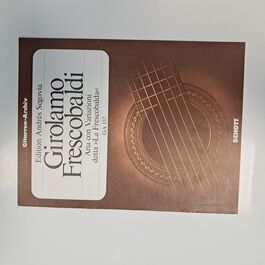 Gitarren-Archiv
Edition Andrés Segovia
Girolamo
Frescobaldi
Aria con Variazioni
detta »La Frescobalda«
GA 157
SCHOTT